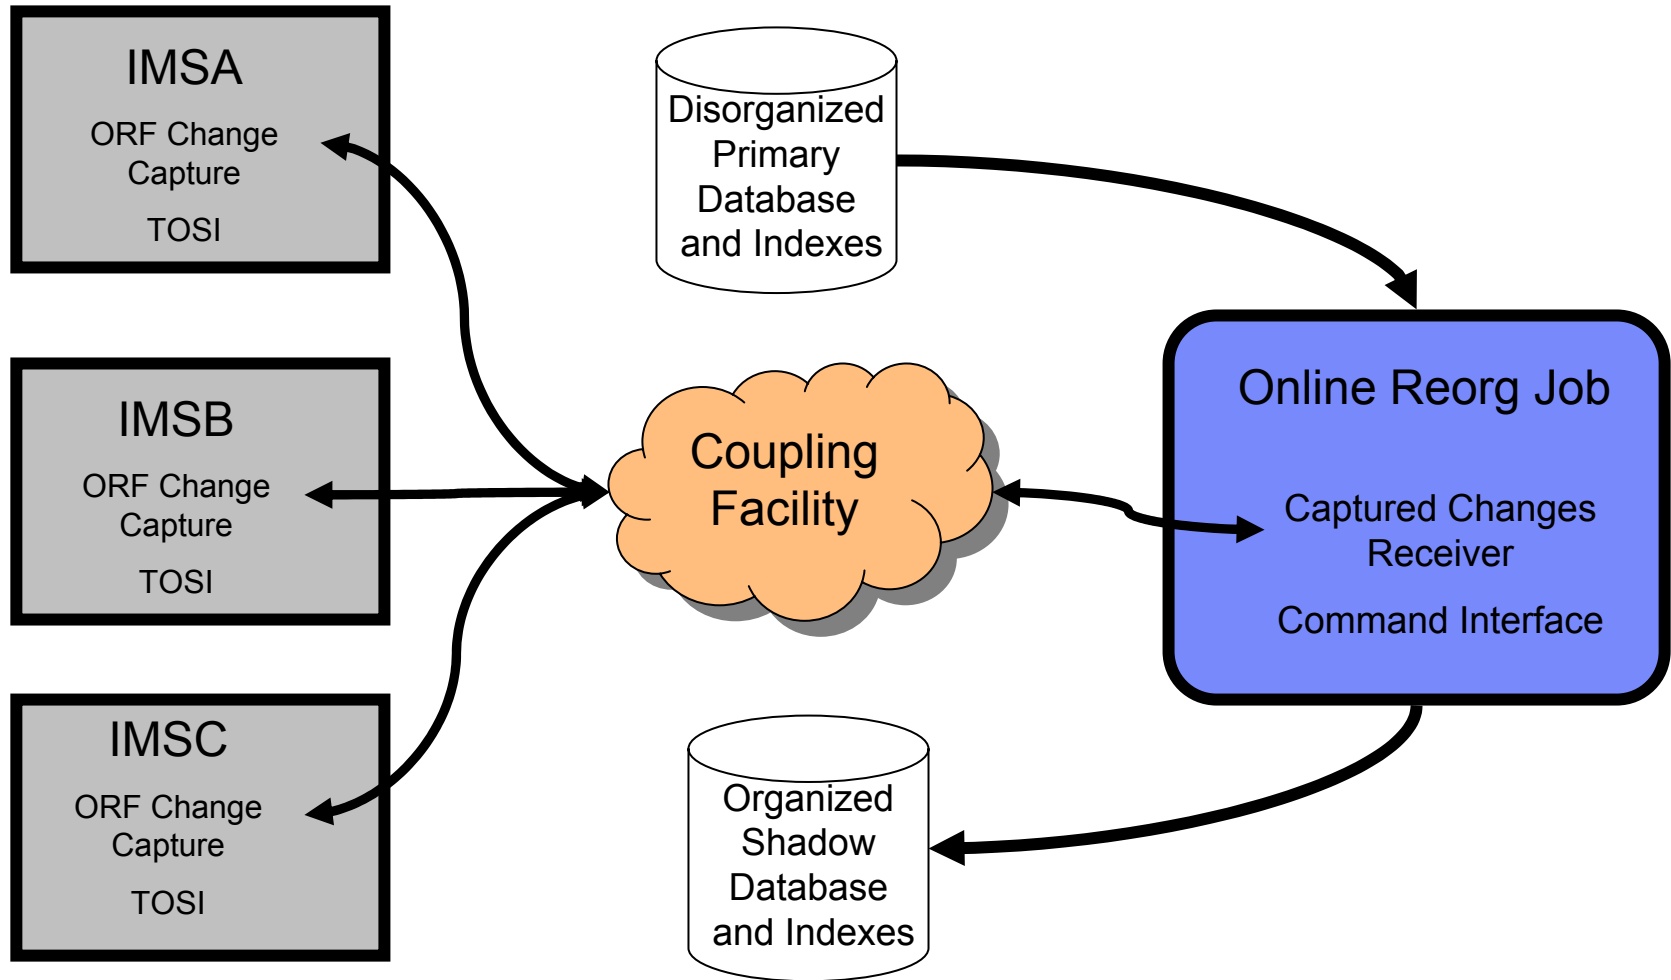 IMSA
ORF Change
Capture
TOSI
IMSB
ORF Change
Capture
TOSI
IMSC
ORF Change
Capture
TOSI
Disorganized
Primary
Database
and Indexes
Coupling
Facility
Organized
Shadow
Database
and Indexes
Online Reorg Job
Captured Changes
Receiver
Command Interface